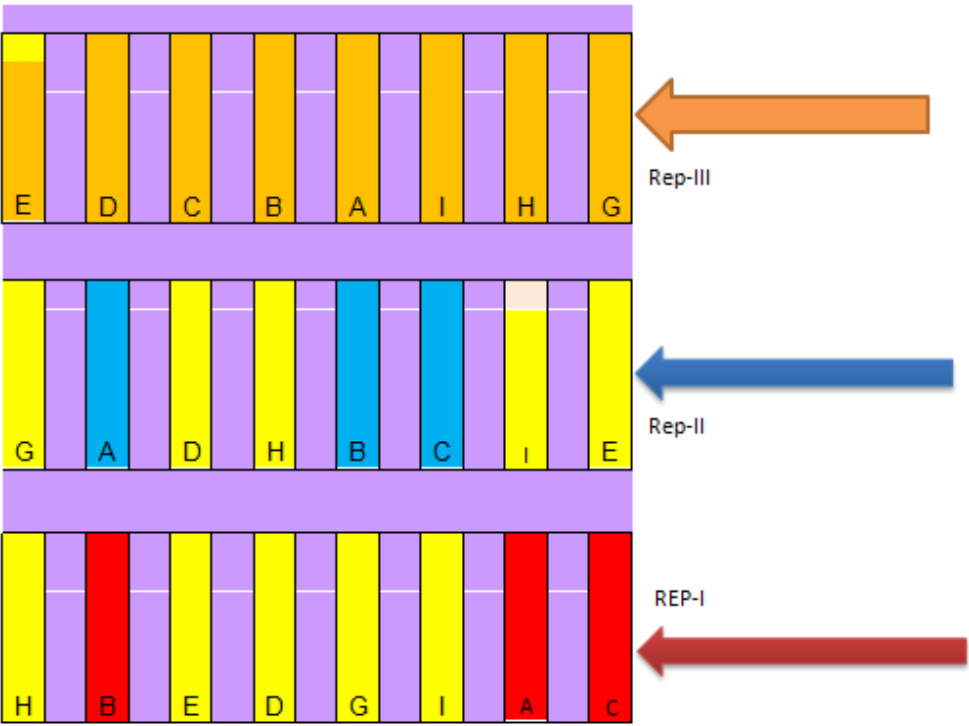 E D C B A I H G
Rep-III
G A D H B C I E
Rep-II
REP-I
H B E D G I A C